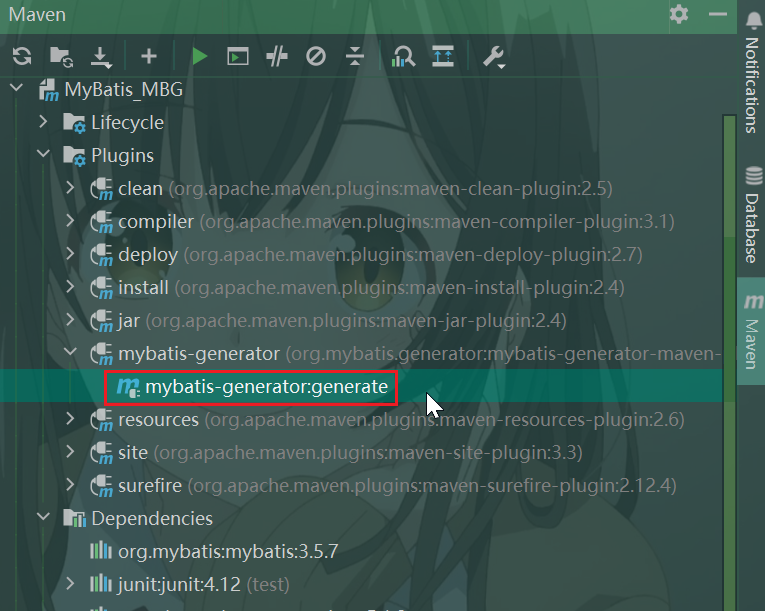 Maven
MyBatis_MBG
Lifecycle
Plugins
clean (org.apache.maven.plugins:maven-clean-plugin:2.5)
compiler (org.apache.maven.plugins:maven-compiler-plugin:3.1)
deploy (org.apache.maven.plugins:maven-deploy-plugin:2.7)
install (org.apache.maven.plugins:maven-install-plugin:2.4)
jar (org.apache.maven.plugins:maven-jar-plugin:2.4)
mybatis-generator (org.mybatis.generator:mybatis-generator-maven-
mybatis-generator:generate
resources (org.apache.maven.plugins:maven-resources-plugin:2.6)
site (org.apache.maven.plugins:maven-site-plugin:3.3)
surefire (org.apache.maven.plugins:maven-surefire-plugin:2.12.4)
Dependencies
org.mybatis:mybatis:3.5.7
junit:junit:4.12 (test)
Notifications
Database
Maven